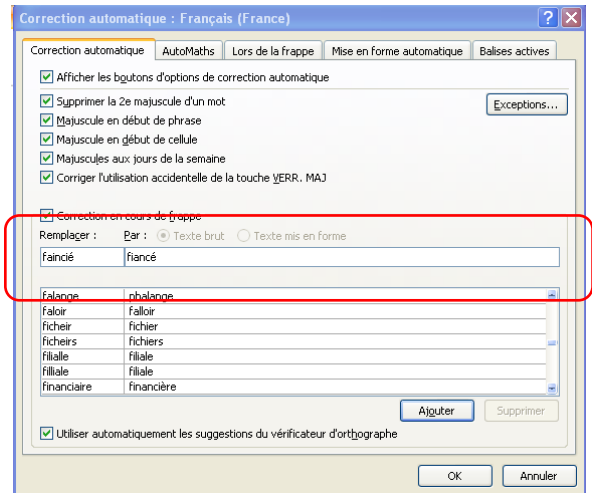 Correction automatique : Français (France)
Correction automatique AutoMaths Lors de la frappe Mise en forme automatique Balises actives
Afficher les boutons d'options de correction automatique
Supprimer la 2e majuscule d'un mot Exceptions...
Majuscule en début de phrase
Majuscule en début de cellule
Majuscules aux jours de la semaine
Corriger l'utilisation accidentelle de la touche VERR. MAJ
Correction en cours de frappe
Remplacer : Par : Texte brut Texte mis en forme
faincié fiancé
falange phalange
faloir falloir
ficheir fichier
ficheirs fichiers
filialle filiale
filliale filiale
financiaire financière
Ajouter Supprimer
Utiliser automatiquement les suggestions du vérificateur d'orthographe
OK Annuler